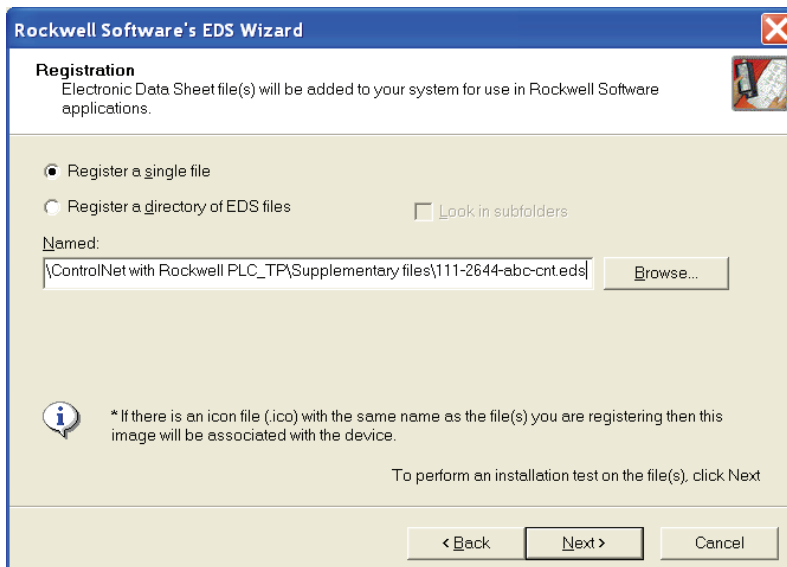 Rockwell Software's EDS Wizard
Registration
Electronic Data Sheet file(s) will be added to your system for use in Rockwell Software
applications.
Register a single file
Register a directory of EDS files
Look in subfolders
Named:
\ControlNet with Rockwell PLC_TP\Supplementary files\111-2644-abc-cnt.eds
Browse...
* If there is an icon file (.ico) with the same name as the file(s) you are registering then this
image will be associated with the device.
To perform an installation test on the file(s), click Next
< Back
Next >
Cancel